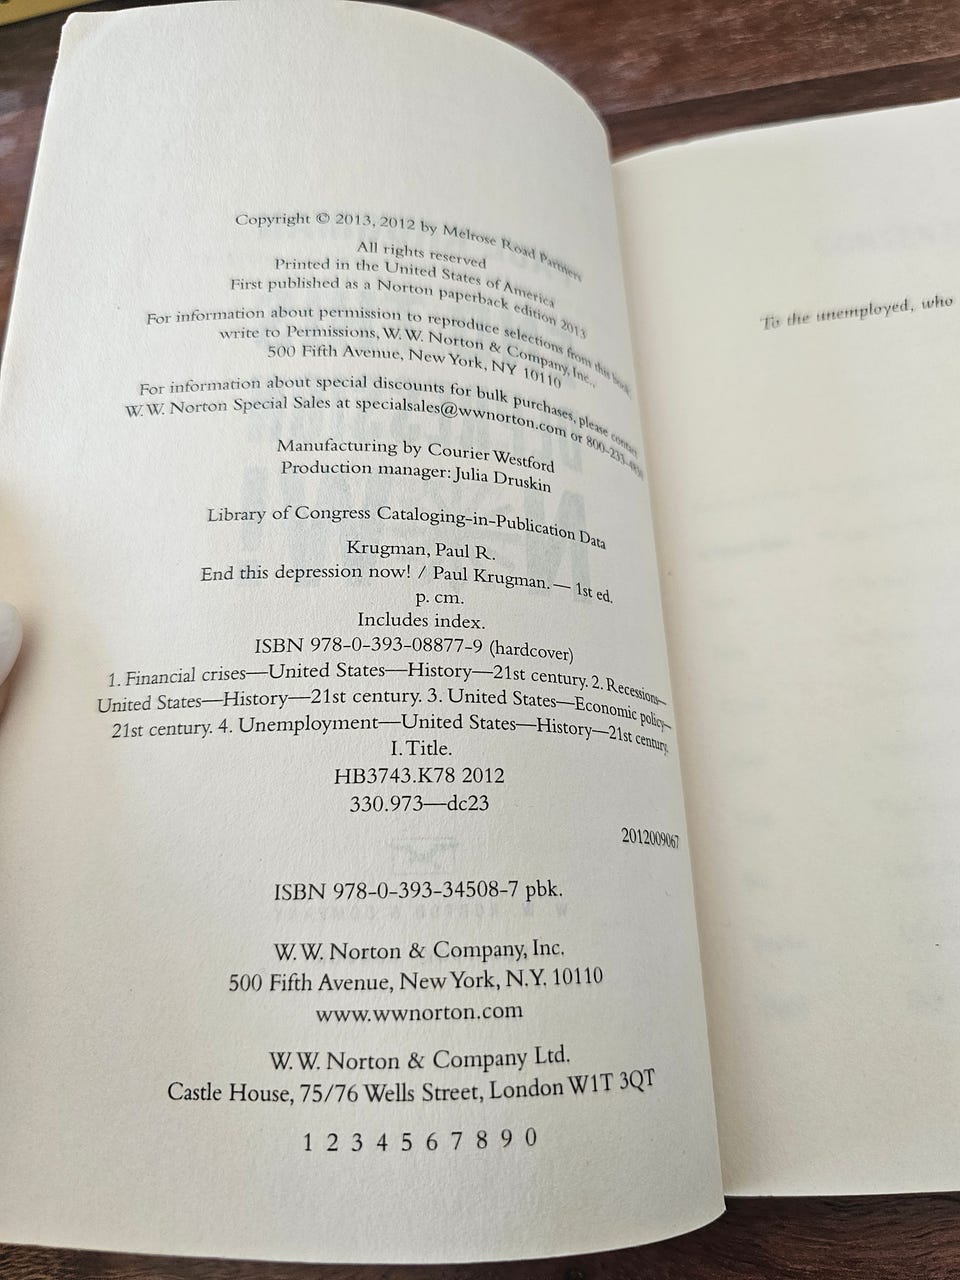 Copyright © 2013, 2012 by Melrose Road Partners
All rights reserved
Printed in the United States of America
First published as a Norton paperback edition 2013
For information about permission to reproduce selections from this book,
write to Permissions, W. W. Norton & Company, Inc.,
500 Fifth Avenue, New York, NY 10110
For information about special discounts for bulk purchases, please contact
W. W. Norton Special Sales at specialsales@wwnorton.com or 800-233-4830
Manufacturing by Courier Westford
Production manager: Julia Druskin
Library of Congress Cataloging-in-Publication Data
Krugman, Paul R.
End this depression now! / Paul Krugman. — 1st ed.
p. cm.
Includes index.
ISBN 978-0-393-08877-9 (hardcover)
1. Financial crises—United States—History—21st century. 2. Recessions—
United States—History—21st century. 3. United States—Economic policy—
21st century. 4. Unemployment—United States—History—21st century.
I. Title.
HB3743.K78 2012
330.973—dc23
2012009067
ISBN 978-0-393-34508-7 pbk.
W. W. Norton & Company, Inc.
500 Fifth Avenue, New York, N.Y. 10110
www.wwnorton.com
W. W. Norton & Company Ltd.
Castle House, 75/76 Wells Street, London W1T 3QT
1 2 3 4 5 6 7 8 9 0
To the unemployed, who